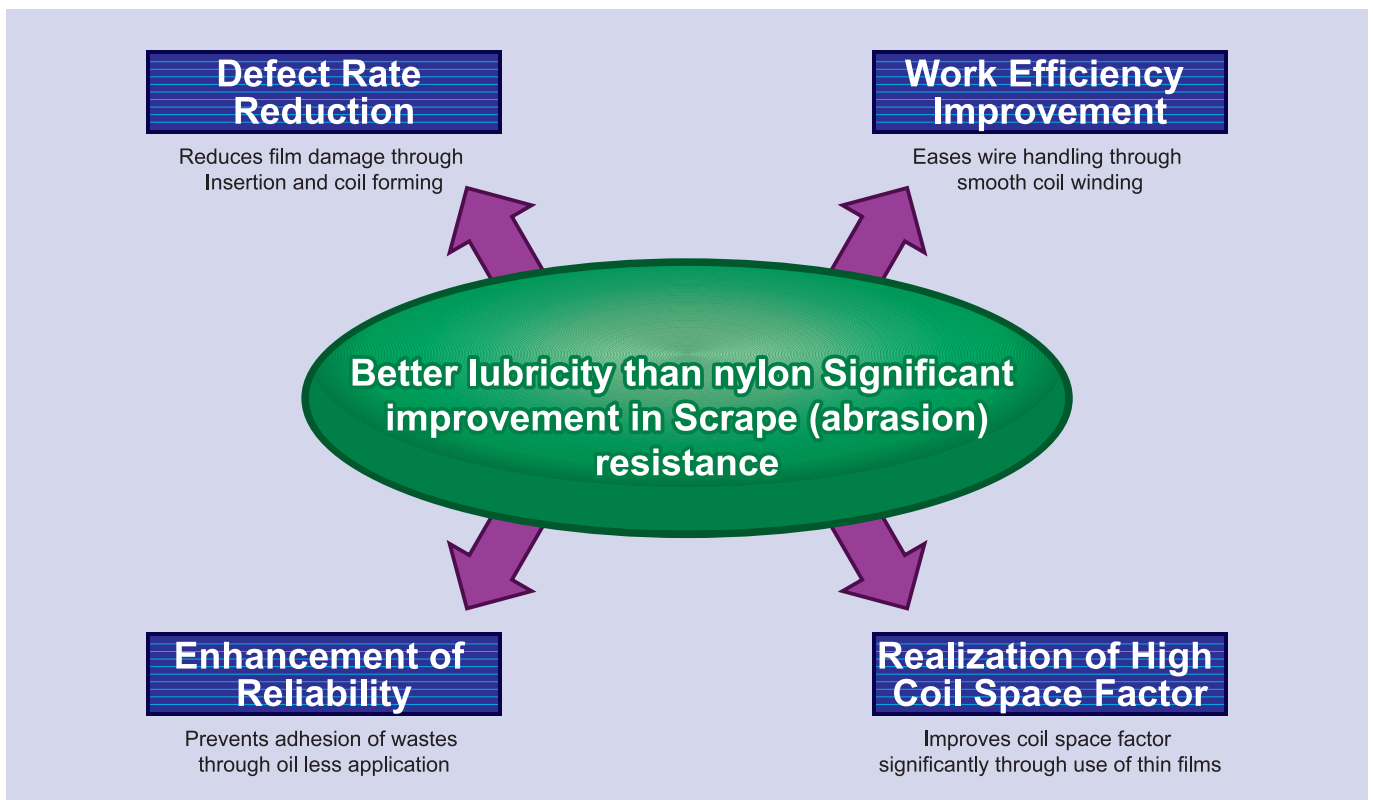 Defect Rate
Reduction
Reduces film damage through
Insertion and coil forming
Work Efficiency
Improvement
Eases wire handling through
smooth coil winding
Better lubricity than nylon Significant
improvement in Scrape (abrasion)
resistance
Enhancement of
Reliability
Prevents adhesion of wastes
through oil less application
Realization of High
Coil Space Factor
Improves coil space factor
significantly through use of thin films